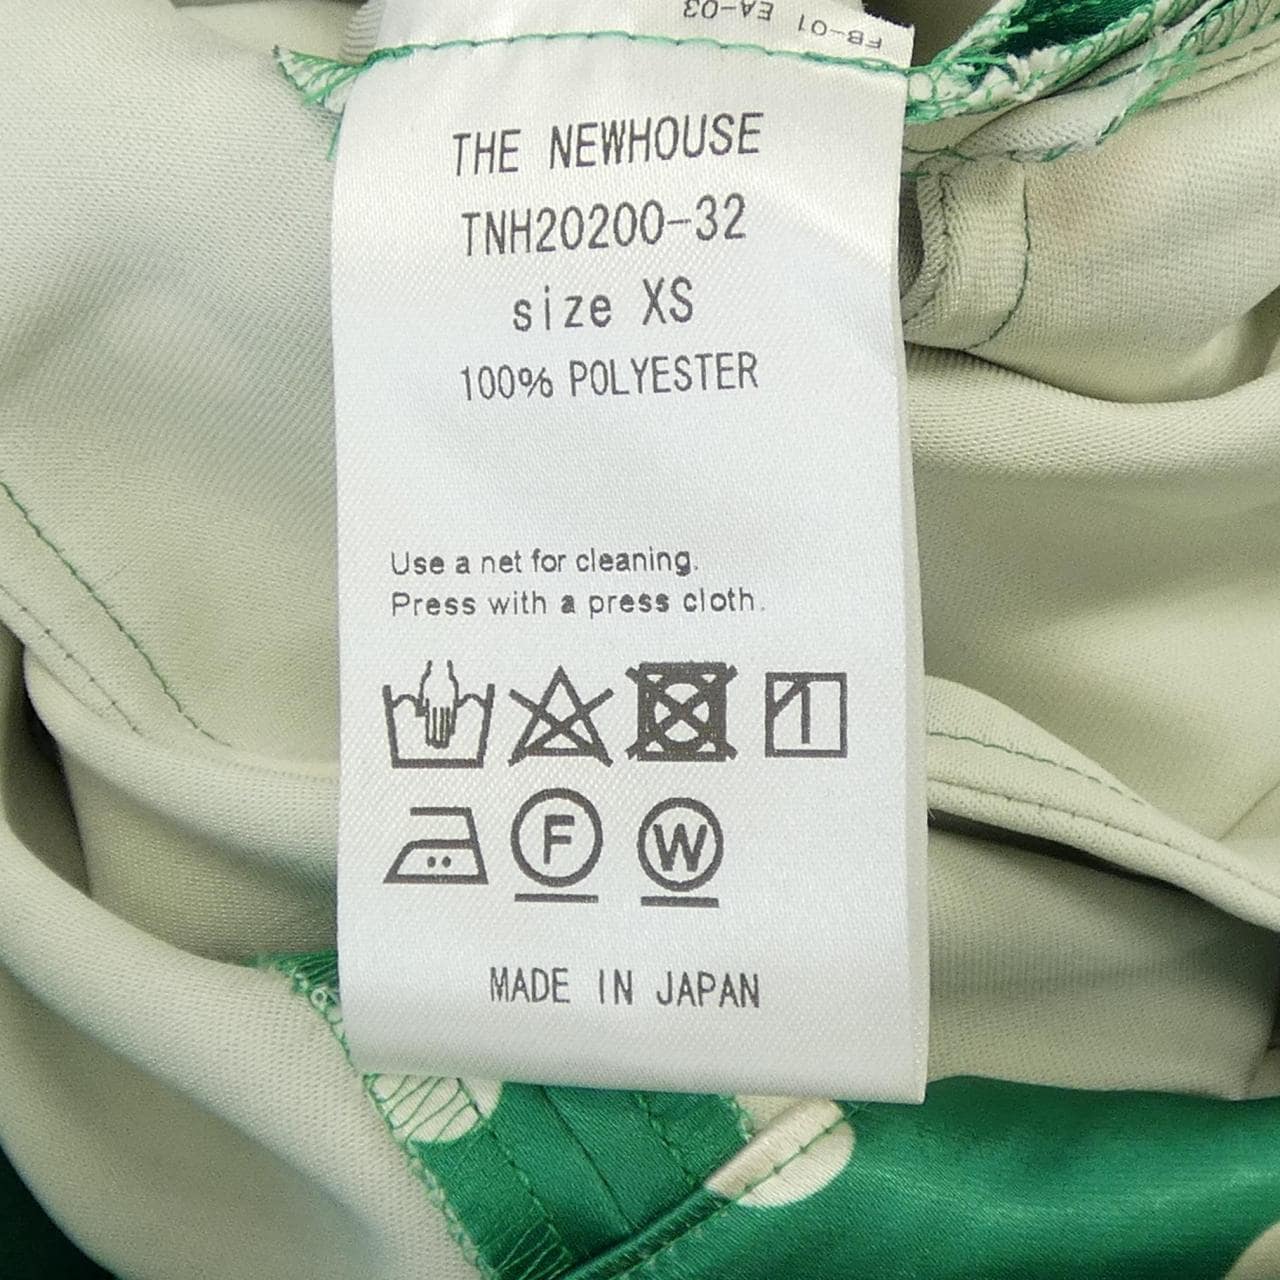 FB-01 EA-03
THE NEWHOUSE
TNH20200-32
size XS
100% POLYESTER
Use a net for cleaning.
Press with a press cloth.
F W
MADE IN JAPAN